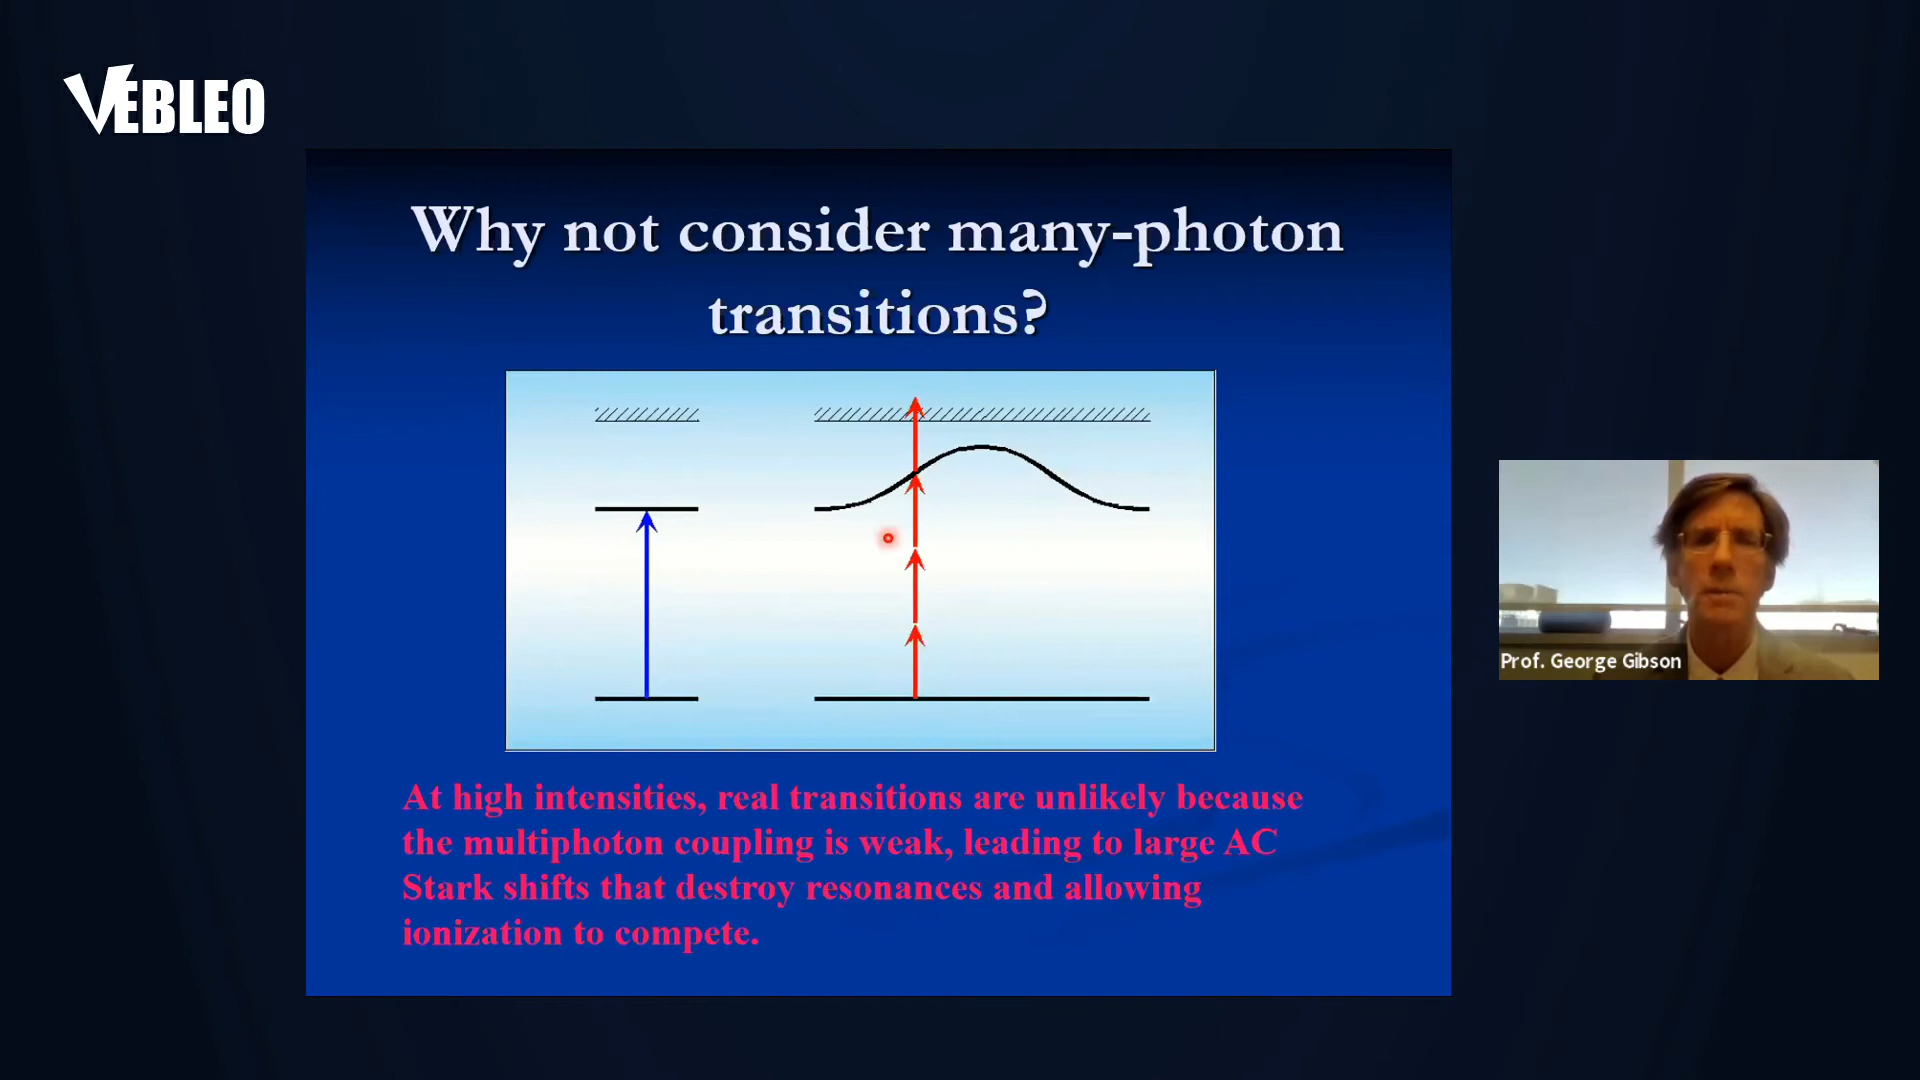 VEBLEO
Why not consider many-photon
transitions?
Prof. George Gibson
At high intensities, real transitions are unlikely because
the multiphoton coupling is weak, leading to large AC
Stark shifts that destroy resonances and allowing
ionization to compete.